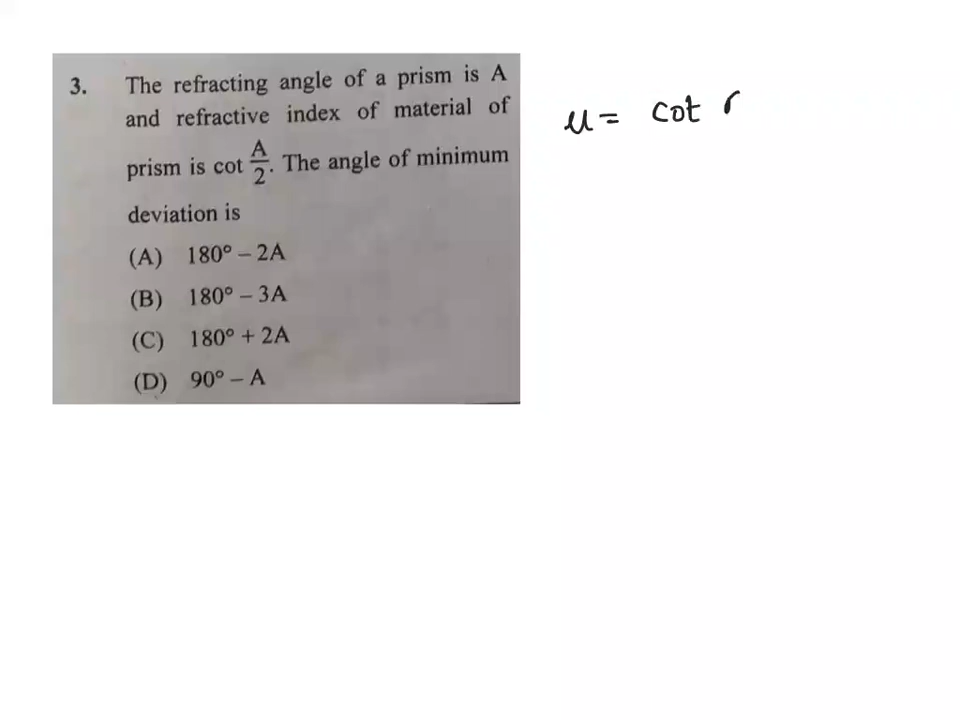 3. The refracting angle of a prism is A
and refractive index of material of
prism is cot A/2. The angle of minimum
deviation is
(A) 180° – 2A
(B) 180° – 3A
(C) 180° + 2A
(D) 90° – A
u = cot